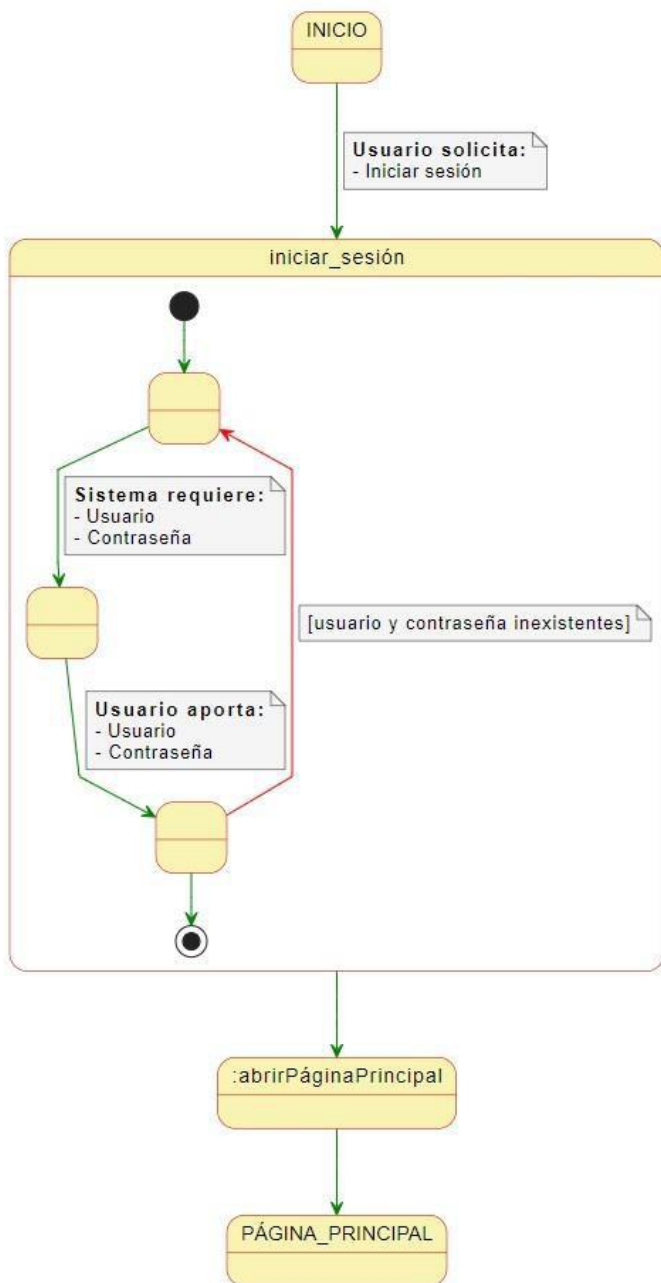 INICIO
Usuario solicita:
- Iniciar sesión
iniciar_sesión
Sistema requiere:
- Usuario
- Contraseña
[usuario y contraseña inexistentes]
Usuario aporta:
- Usuario
- Contraseña
:abrirPáginaPrincipal
PÁGINA_PRINCIPAL